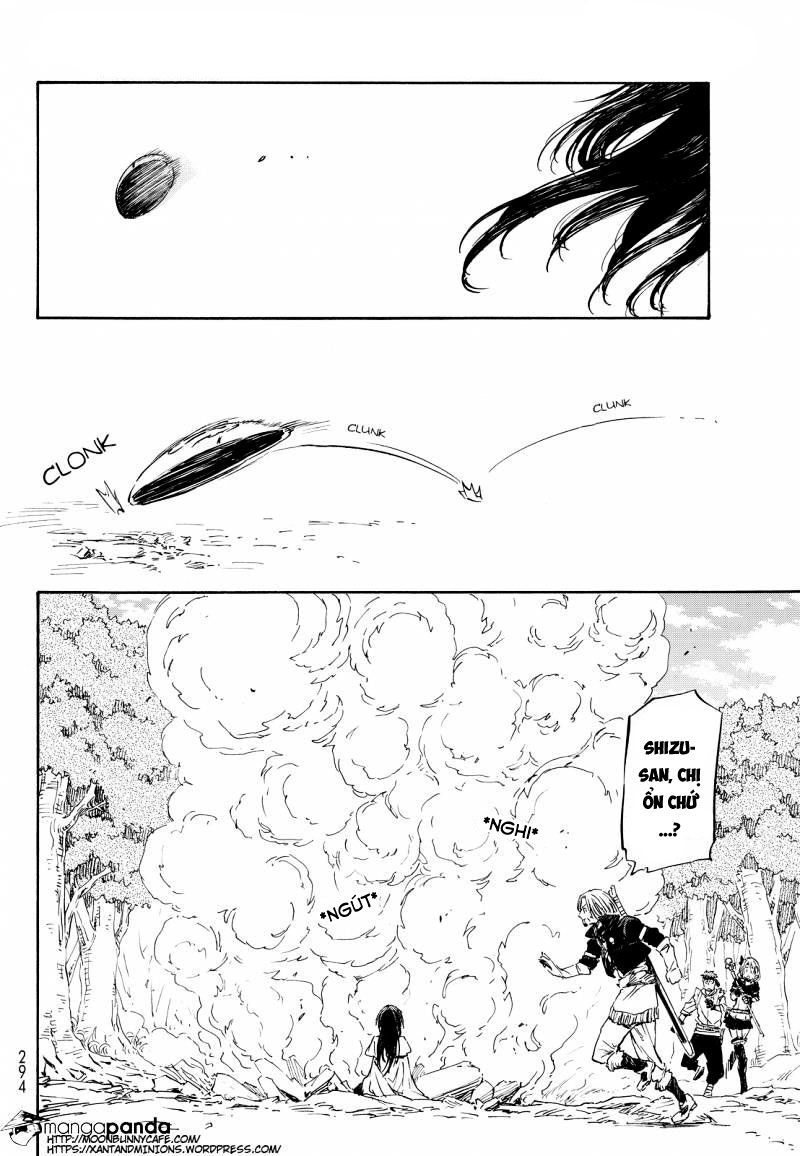 CLONK
CLUNK
CLUNK
SHIZU-
SAN, CHỊ
ỔN CHỨ
...?
*NGHI*
*NGÚT*
294
mangapanda
HTTP://MOONBUNNYCAFE.COM/
HTTPS://XANTANDMINIONS.WORDPRESS.COM/